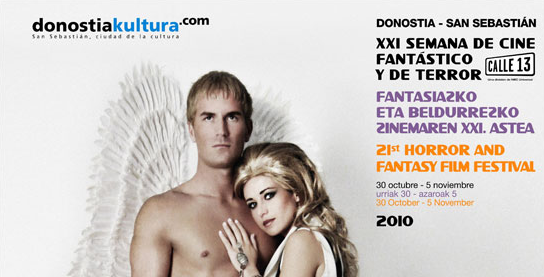 donostiakultura.com
San Sebastián, ciudad de la cultura
DONOSTIA - SAN SEBASTIÁN
XXI SEMANA DE CINE
FANTÁSTICO
Y DE TERROR
CALLE 13
FANTASIAZKO
ETA BELDURREZKO
ZINEMAREN XXI. ASTEA
21st HORROR AND
FANTASY FILM FESTIVAL
30 octubre - 5 noviembre
urriak 30 - azaroak 5
30 October - 5 November
2010